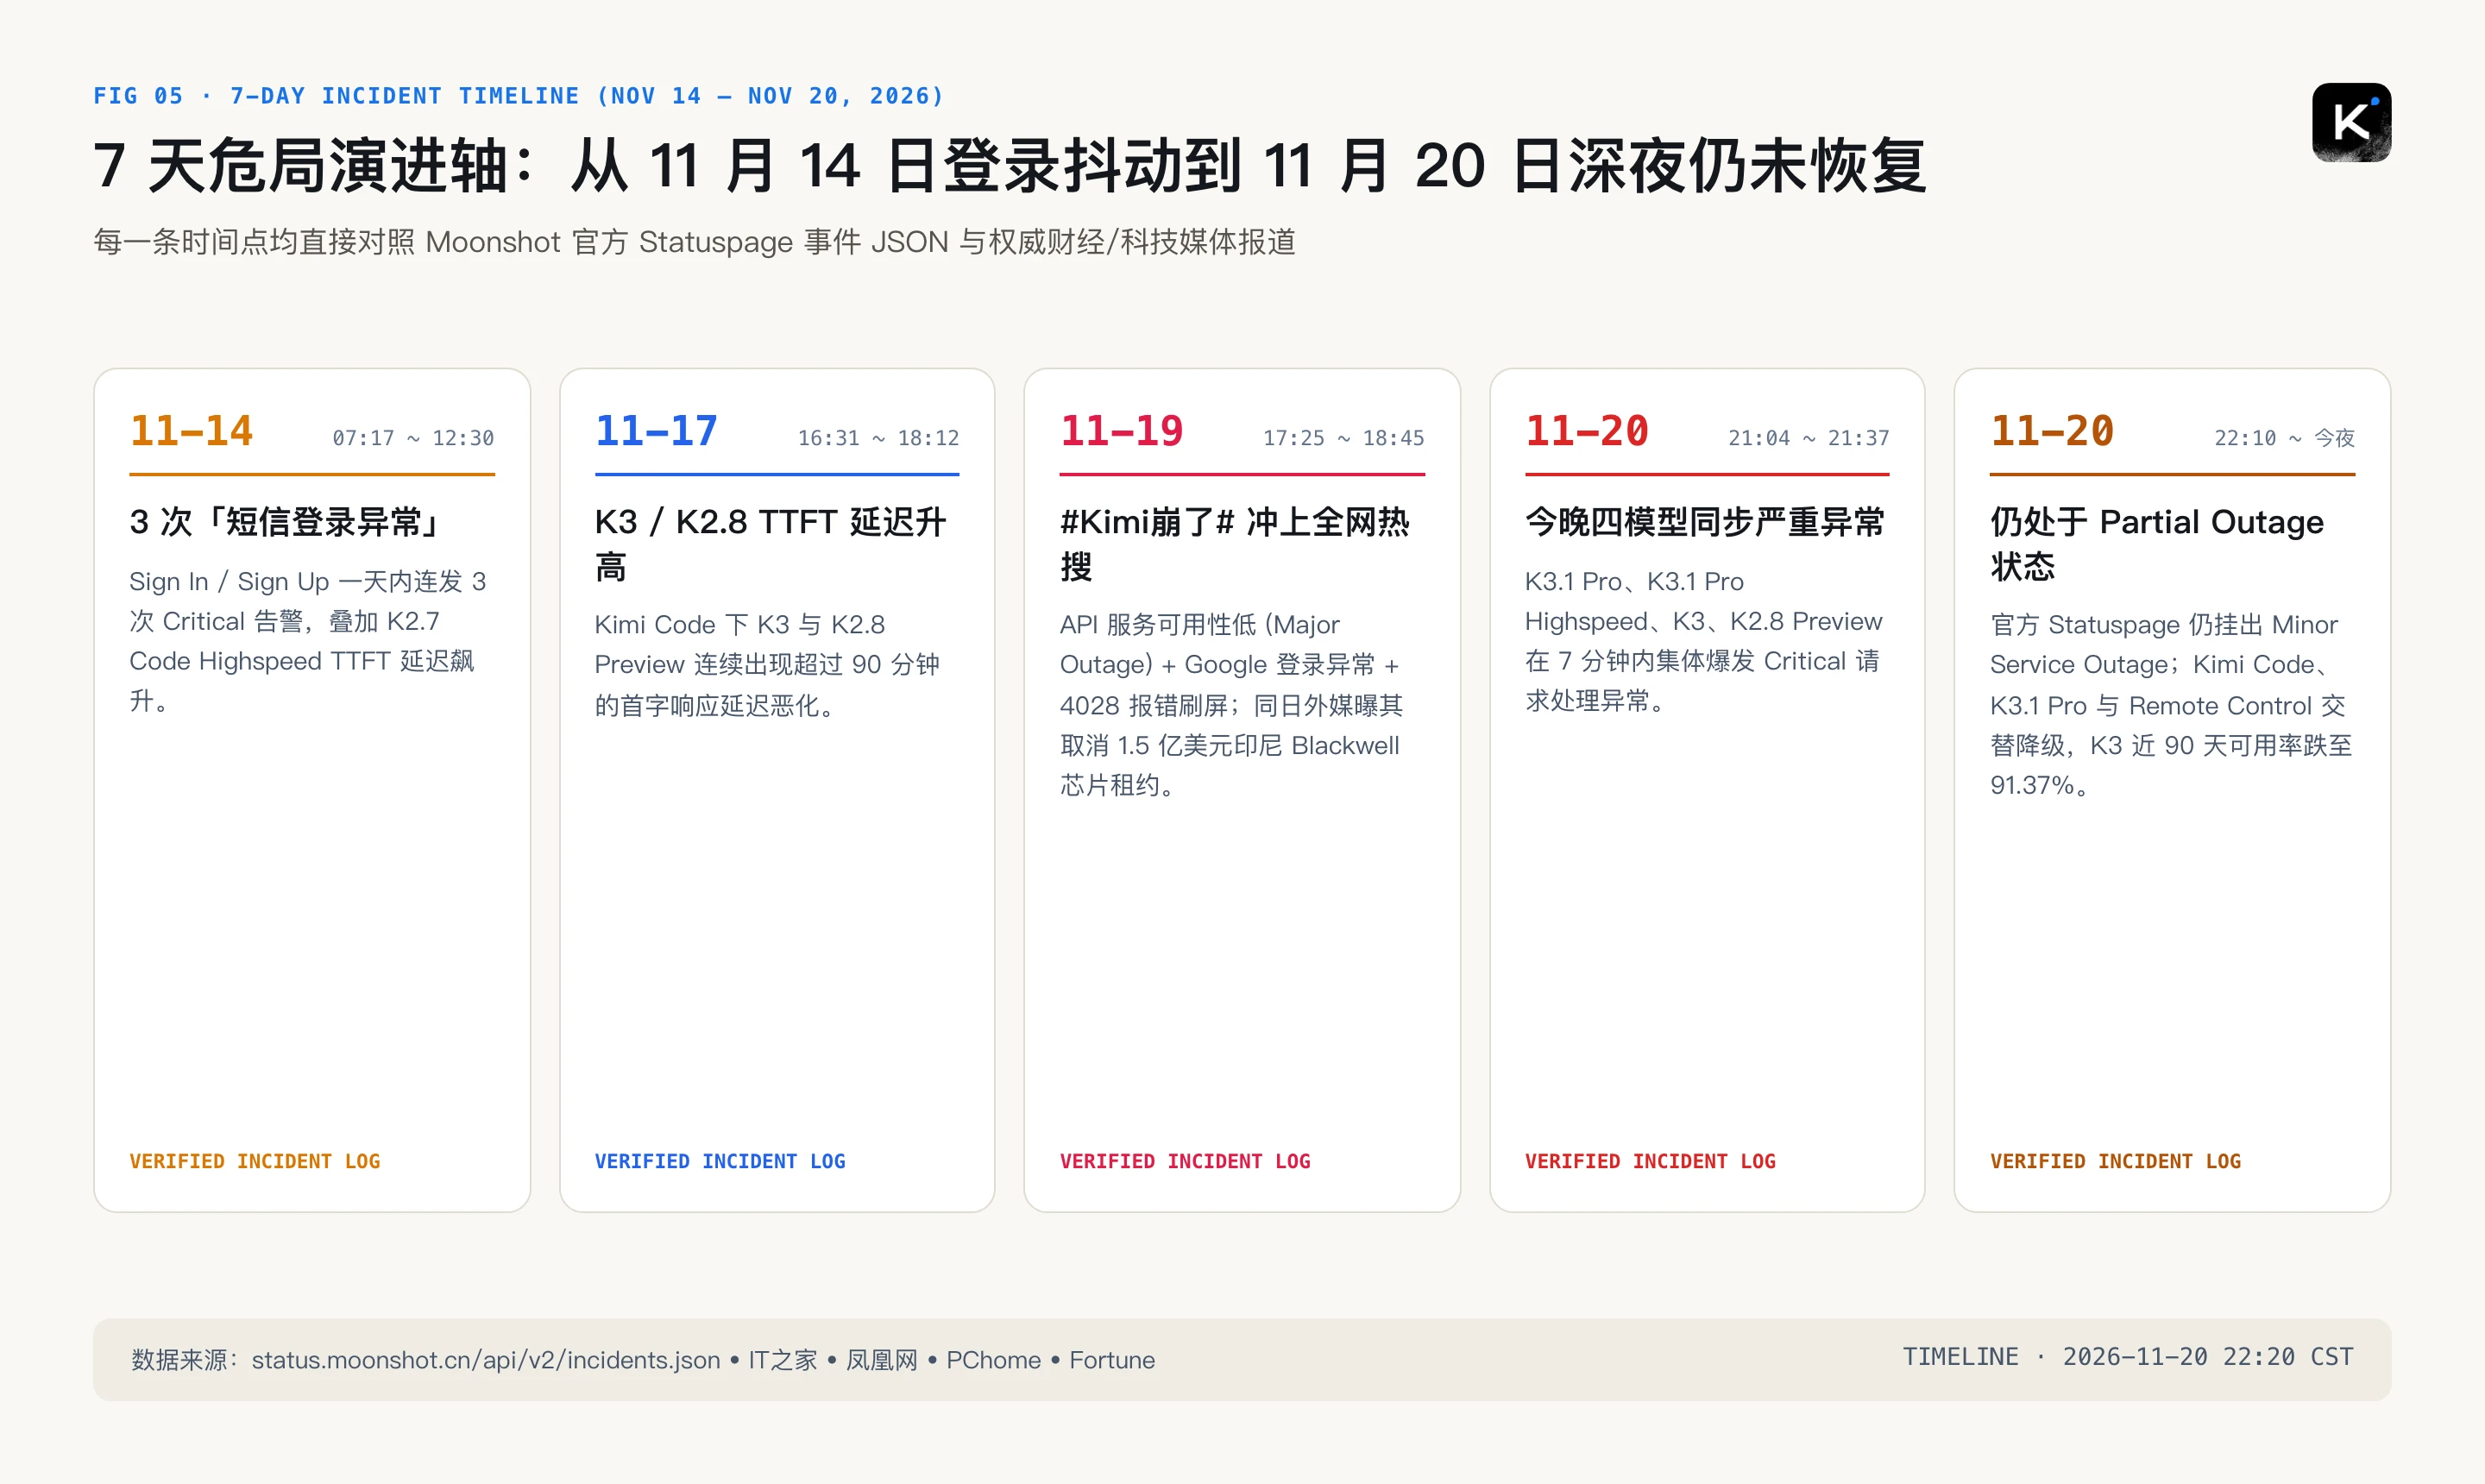 FIG 05 · 7-DAY INCIDENT TIMELINE (NOV 14 – NOV 20, 2026)
K
7 天危局演进轴：从 11 月 14 日登录抖动到 11 月 20 日深夜仍未恢复
每一条时间点均直接对照 Moonshot 官方 Statuspage 事件 JSON 与权威财经/科技媒体报道
11-14
07:17 ~ 12:30
3 次「短信登录异常」
Sign In / Sign Up 一天内连发 3
次 Critical 告警，叠加 K2.7
Code Highspeed TTFT 延迟飙
升。
VERIFIED INCIDENT LOG
11-17
16:31 ~ 18:12
K3 / K2.8 TTFT 延迟升
高
Kimi Code 下 K3 与 K2.8
Preview 连续出现超过 90 分钟
的首字响应延迟恶化。
VERIFIED INCIDENT LOG
11-19
17:25 ~ 18:45
#Kimi崩了# 冲上全网热
搜
API 服务可用性低 (Major
Outage) + Google 登录异常 +
4028 报错刷屏；同日外媒曝其
取消 1.5 亿美元印尼 Blackwell
芯片租约。
VERIFIED INCIDENT LOG
11-20
21:04 ~ 21:37
今晚四模型同步严重异常
K3.1 Pro、K3.1 Pro
Highspeed、K3、K2.8 Preview
在 7 分钟内集体爆发 Critical 请
求处理异常。
VERIFIED INCIDENT LOG
11-20
22:10 ~ 今夜
仍处于 Partial Outage
状态
官方 Statuspage 仍挂出 Minor
Service Outage；Kimi Code、
K3.1 Pro 与 Remote Control 交
替降级，K3 近 90 天可用率跌至
91.37%。
VERIFIED INCIDENT LOG
数据来源：status.moonshot.cn/api/v2/incidents.json • IT之家 • 凤凰网 • PChome • Fortune
TIMELINE · 2026-11-20 22:20 CST